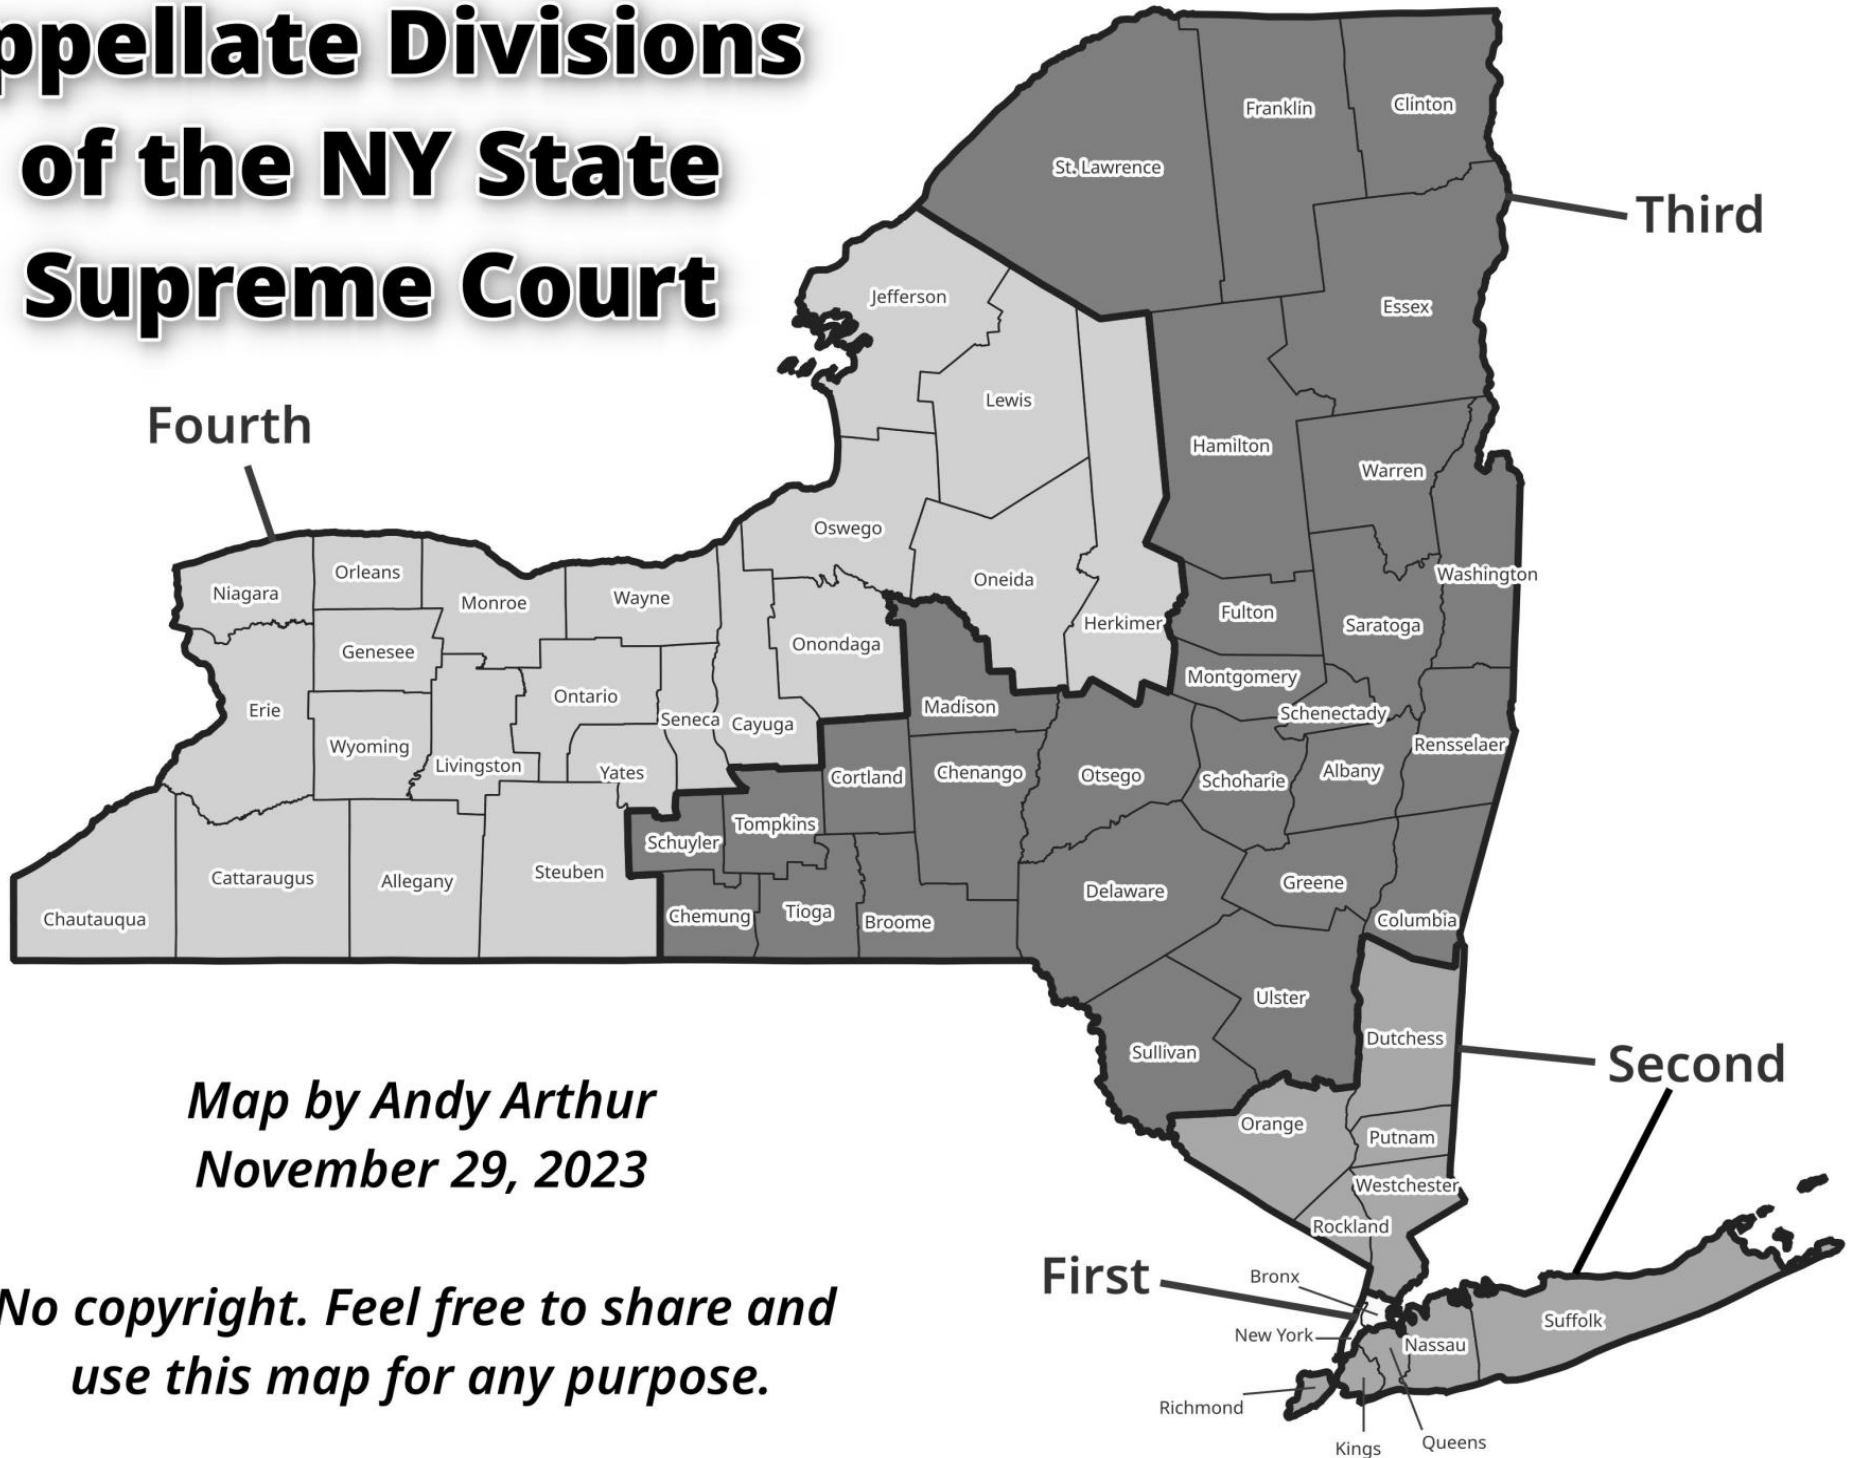 ppellate Divisions
of the NY State
Supreme Court
Franklin
Clinton
St. Lawrence
Third
Jefferson
Essex
Lewis
Fourth
Hamilton
Warren
Oswego
Orleans
Niagara
Monroe
Wayne
Oneida
Washington
Fulton
Herkimer
Saratoga
Genesee
Onondaga
Montgomery
Ontario
Erie
Seneca
Cayuga
Madison
Schenectady
Wyoming
Livingston
Yates
Cortland
Chenango
Otsego
Schoharie
Albany
Rensselaer
Schuyler
Tompkins
Steuben
Cattaraugus
Allegany
Chautauqua
Chemung
Tioga
Broome
Delaware
Greene
Columbia
Ulster
Sullivan
Dutchess
Second
Orange
Putnam
Westchester
Rockland
Map by Andy Arthur
November 29, 2023
First
Bronx
New York
Nassau
Suffolk
Richmond
Kings
Queens
No copyright. Feel free to share and
use this map for any purpose.